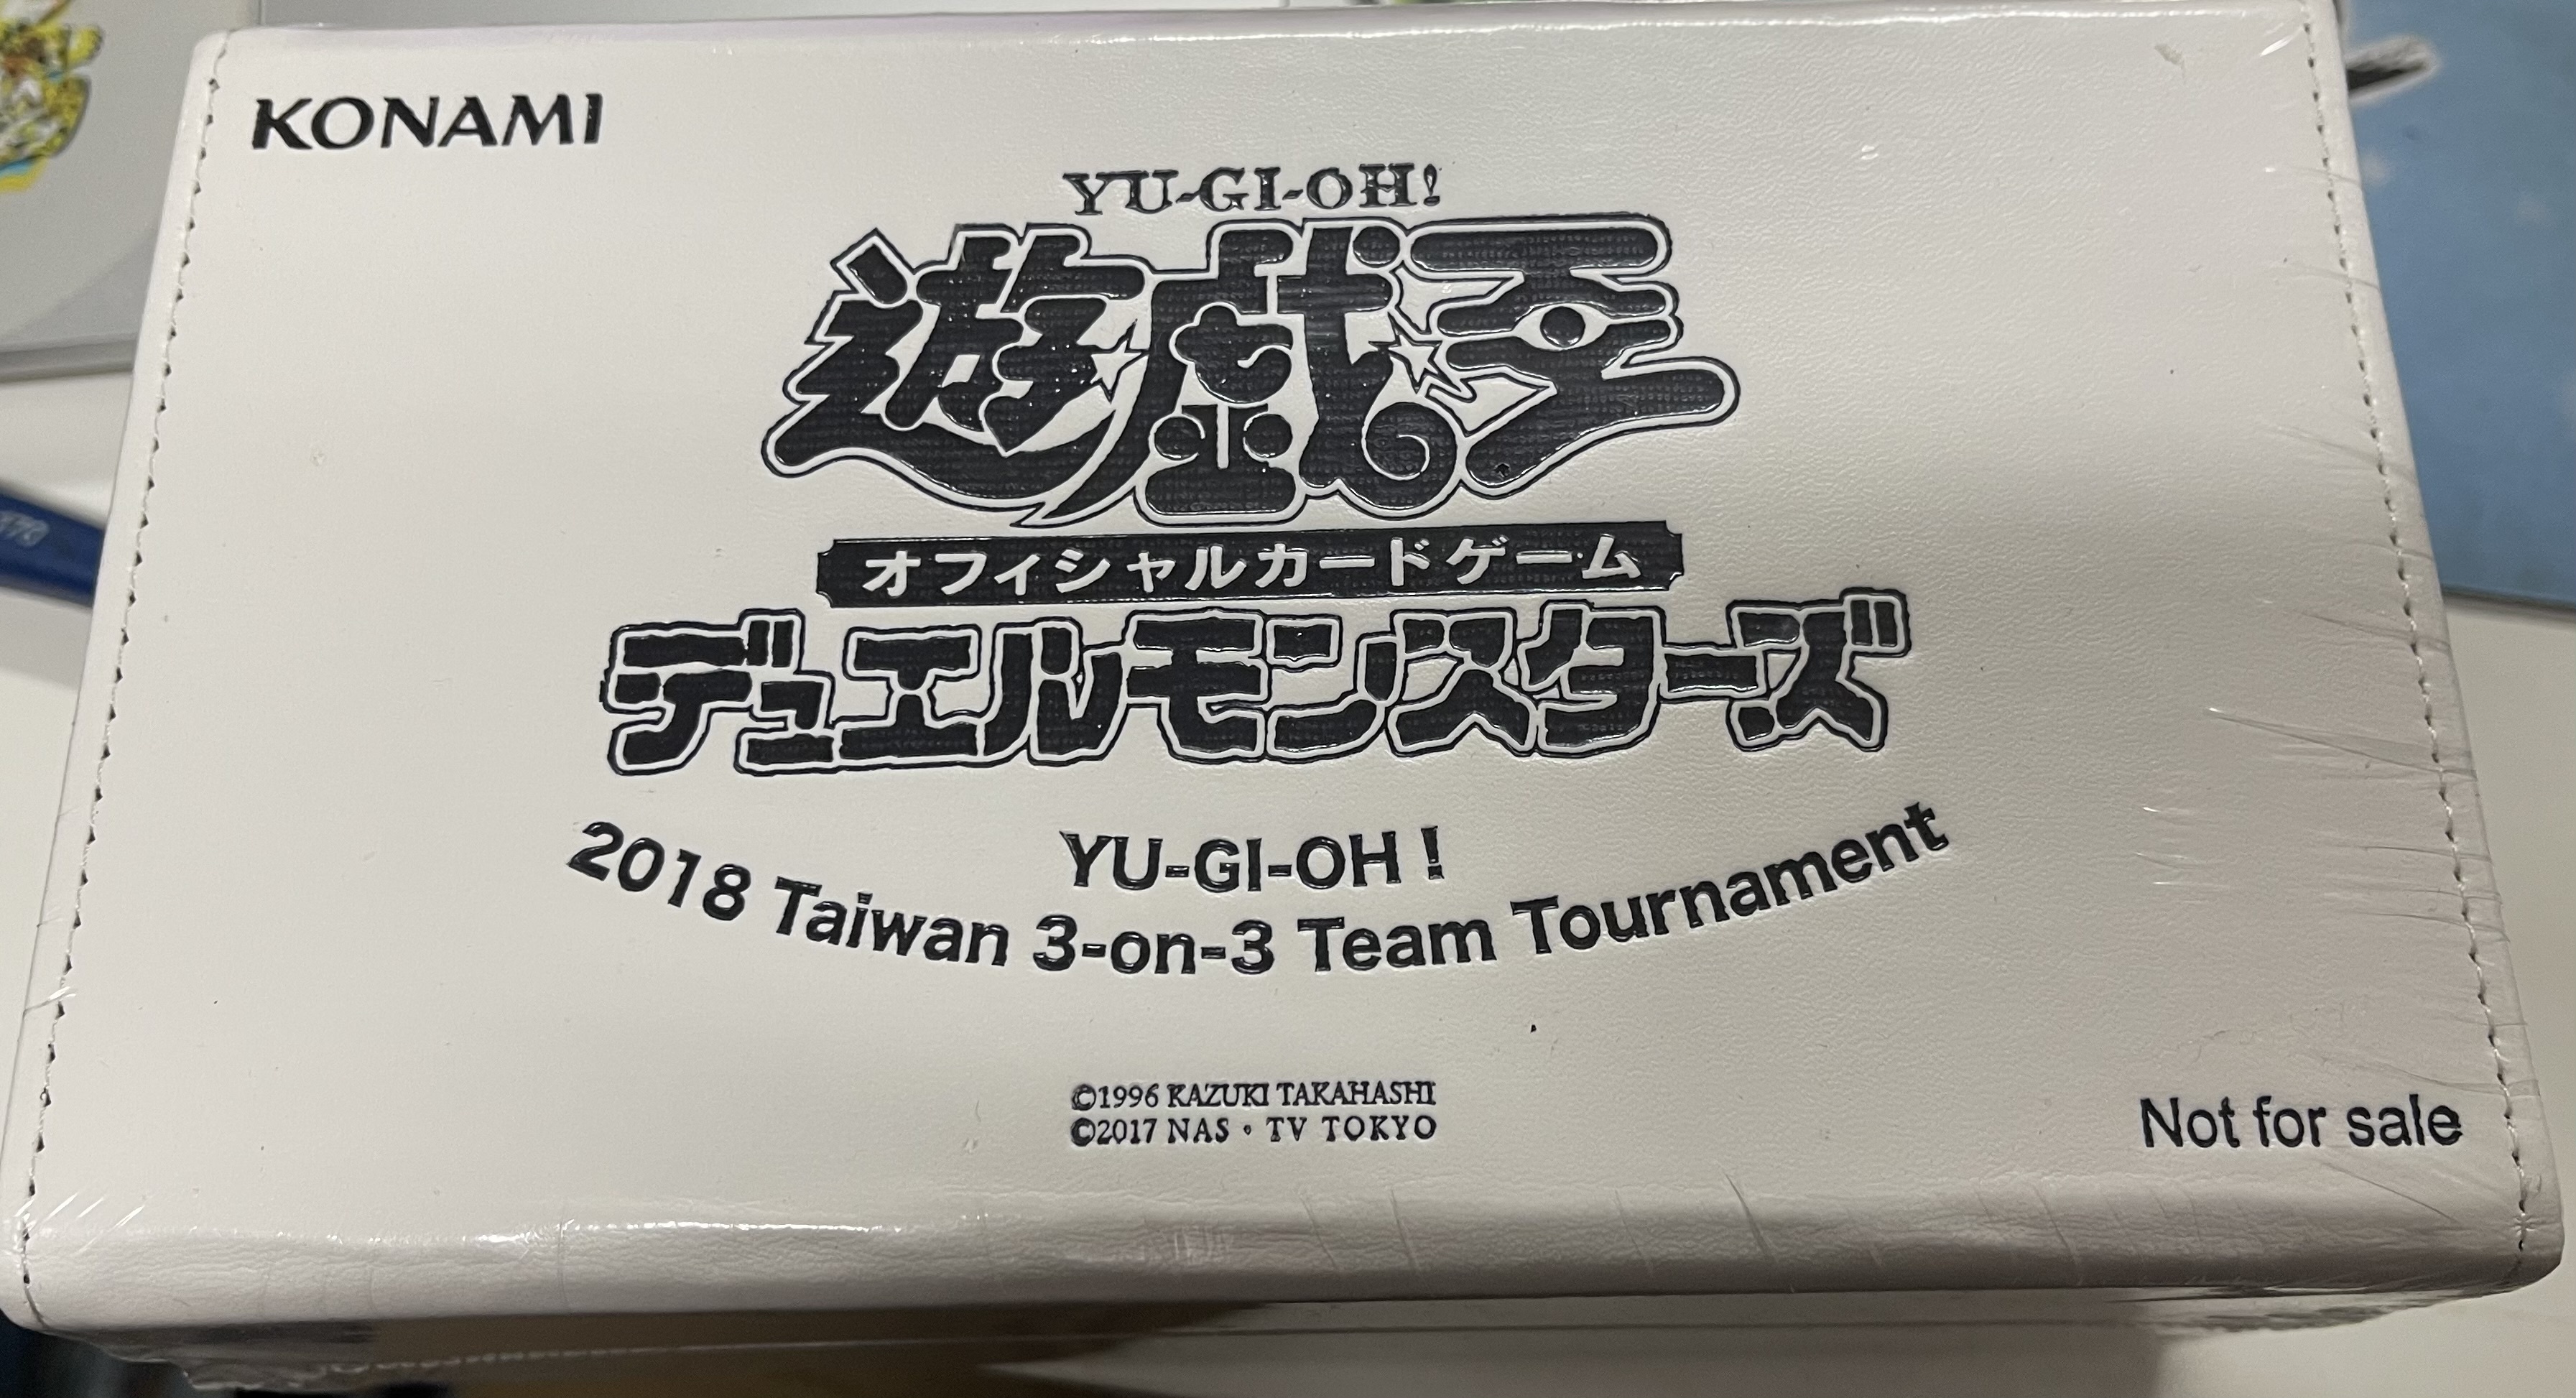 KONAMI
YU-GI-OH!
遊戯王
オフィシャルカードゲーム
デュエルモンスターズ
YU-GI-OH !
2018 Taiwan 3-on-3 Team Tournament
©1996 KAZUKI TAKAHASHI
©2017 NAS • TV TOKYO
Not for sale